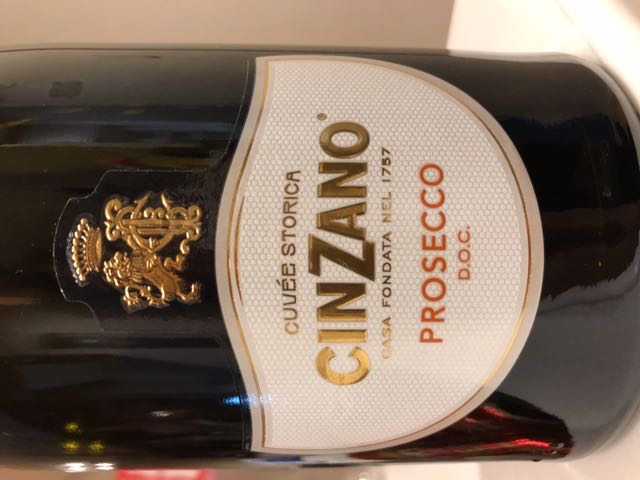 CUVÉE STORICA
CINZANO®
CASA FONDATA NEL 1757
PROSECCO
D.O.C.